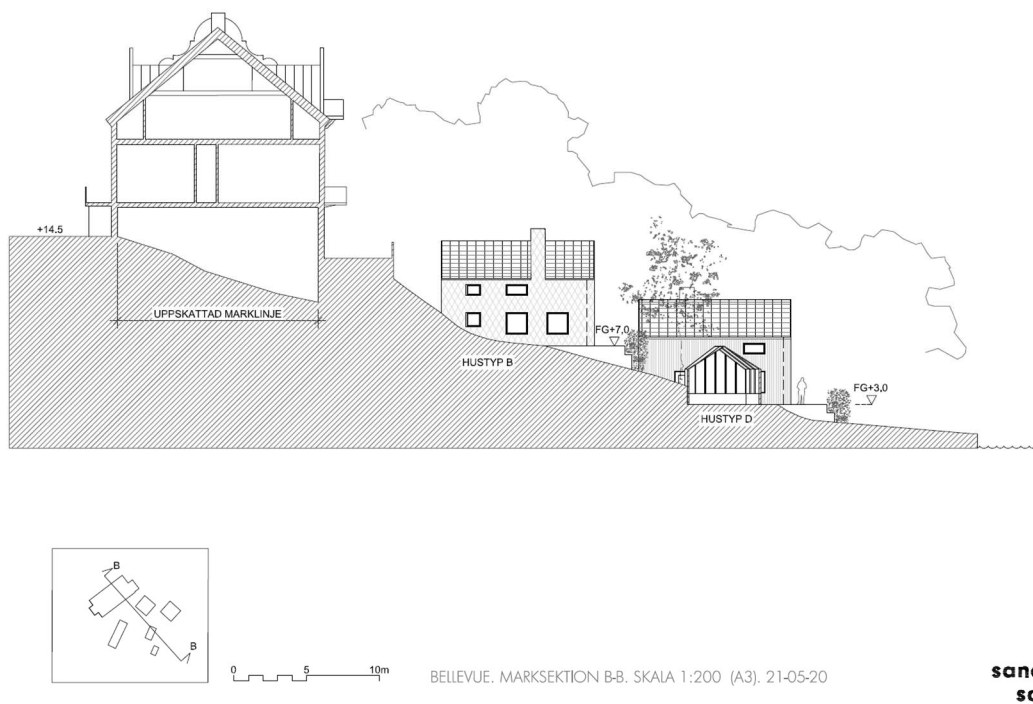 +14.5
UPPSKATTAD MARKLINJE
HUSTYP B
FG+7,0
HUSTYP D
FG+3,0
B
B
0 5 10m
BELLEVUE. MARKSEKTION B-B. SKALA 1:200 (A3). 21-05-20